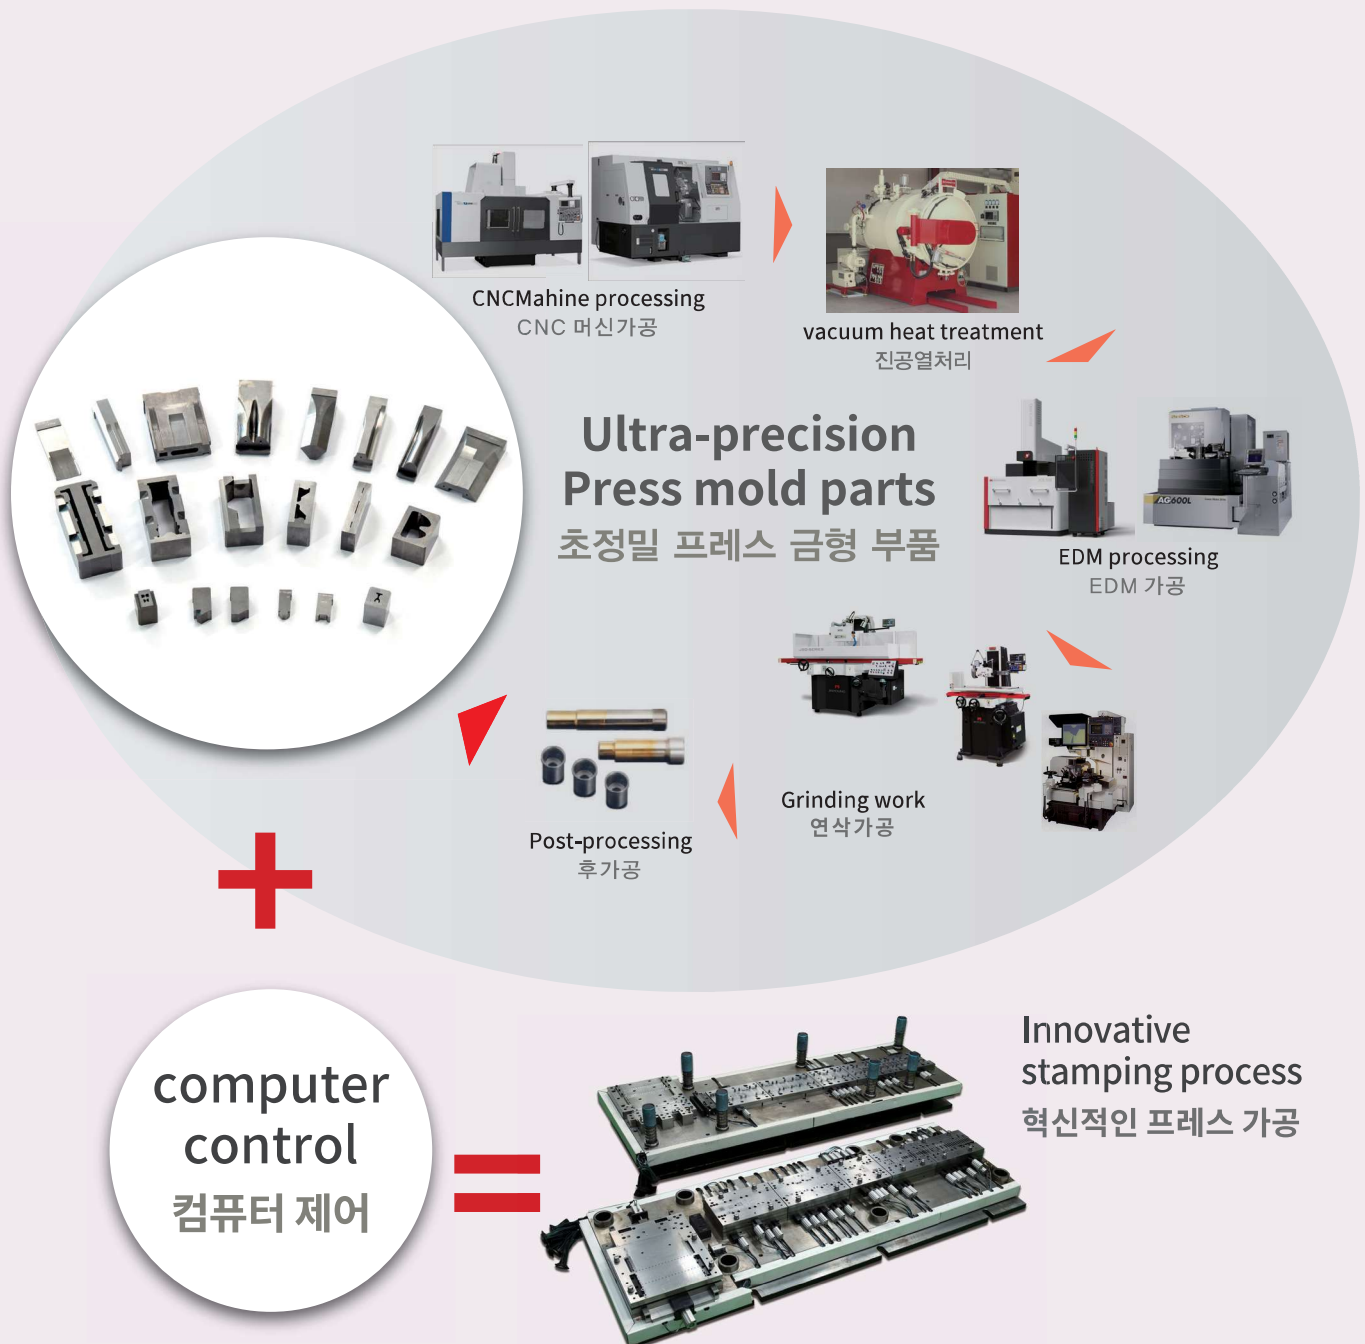 CNCMahine processing
CNC 머신가공
vacuum heat treatment
진공열처리
Ultra-precision
Press mold parts
초정밀 프레스 금형 부품
AG600L
EDM processing
EDM 가공
Grinding work
연삭가공
Post-processing
후가공
computer
control
컴퓨터 제어
Innovative
stamping process
혁신적인 프레스 가공